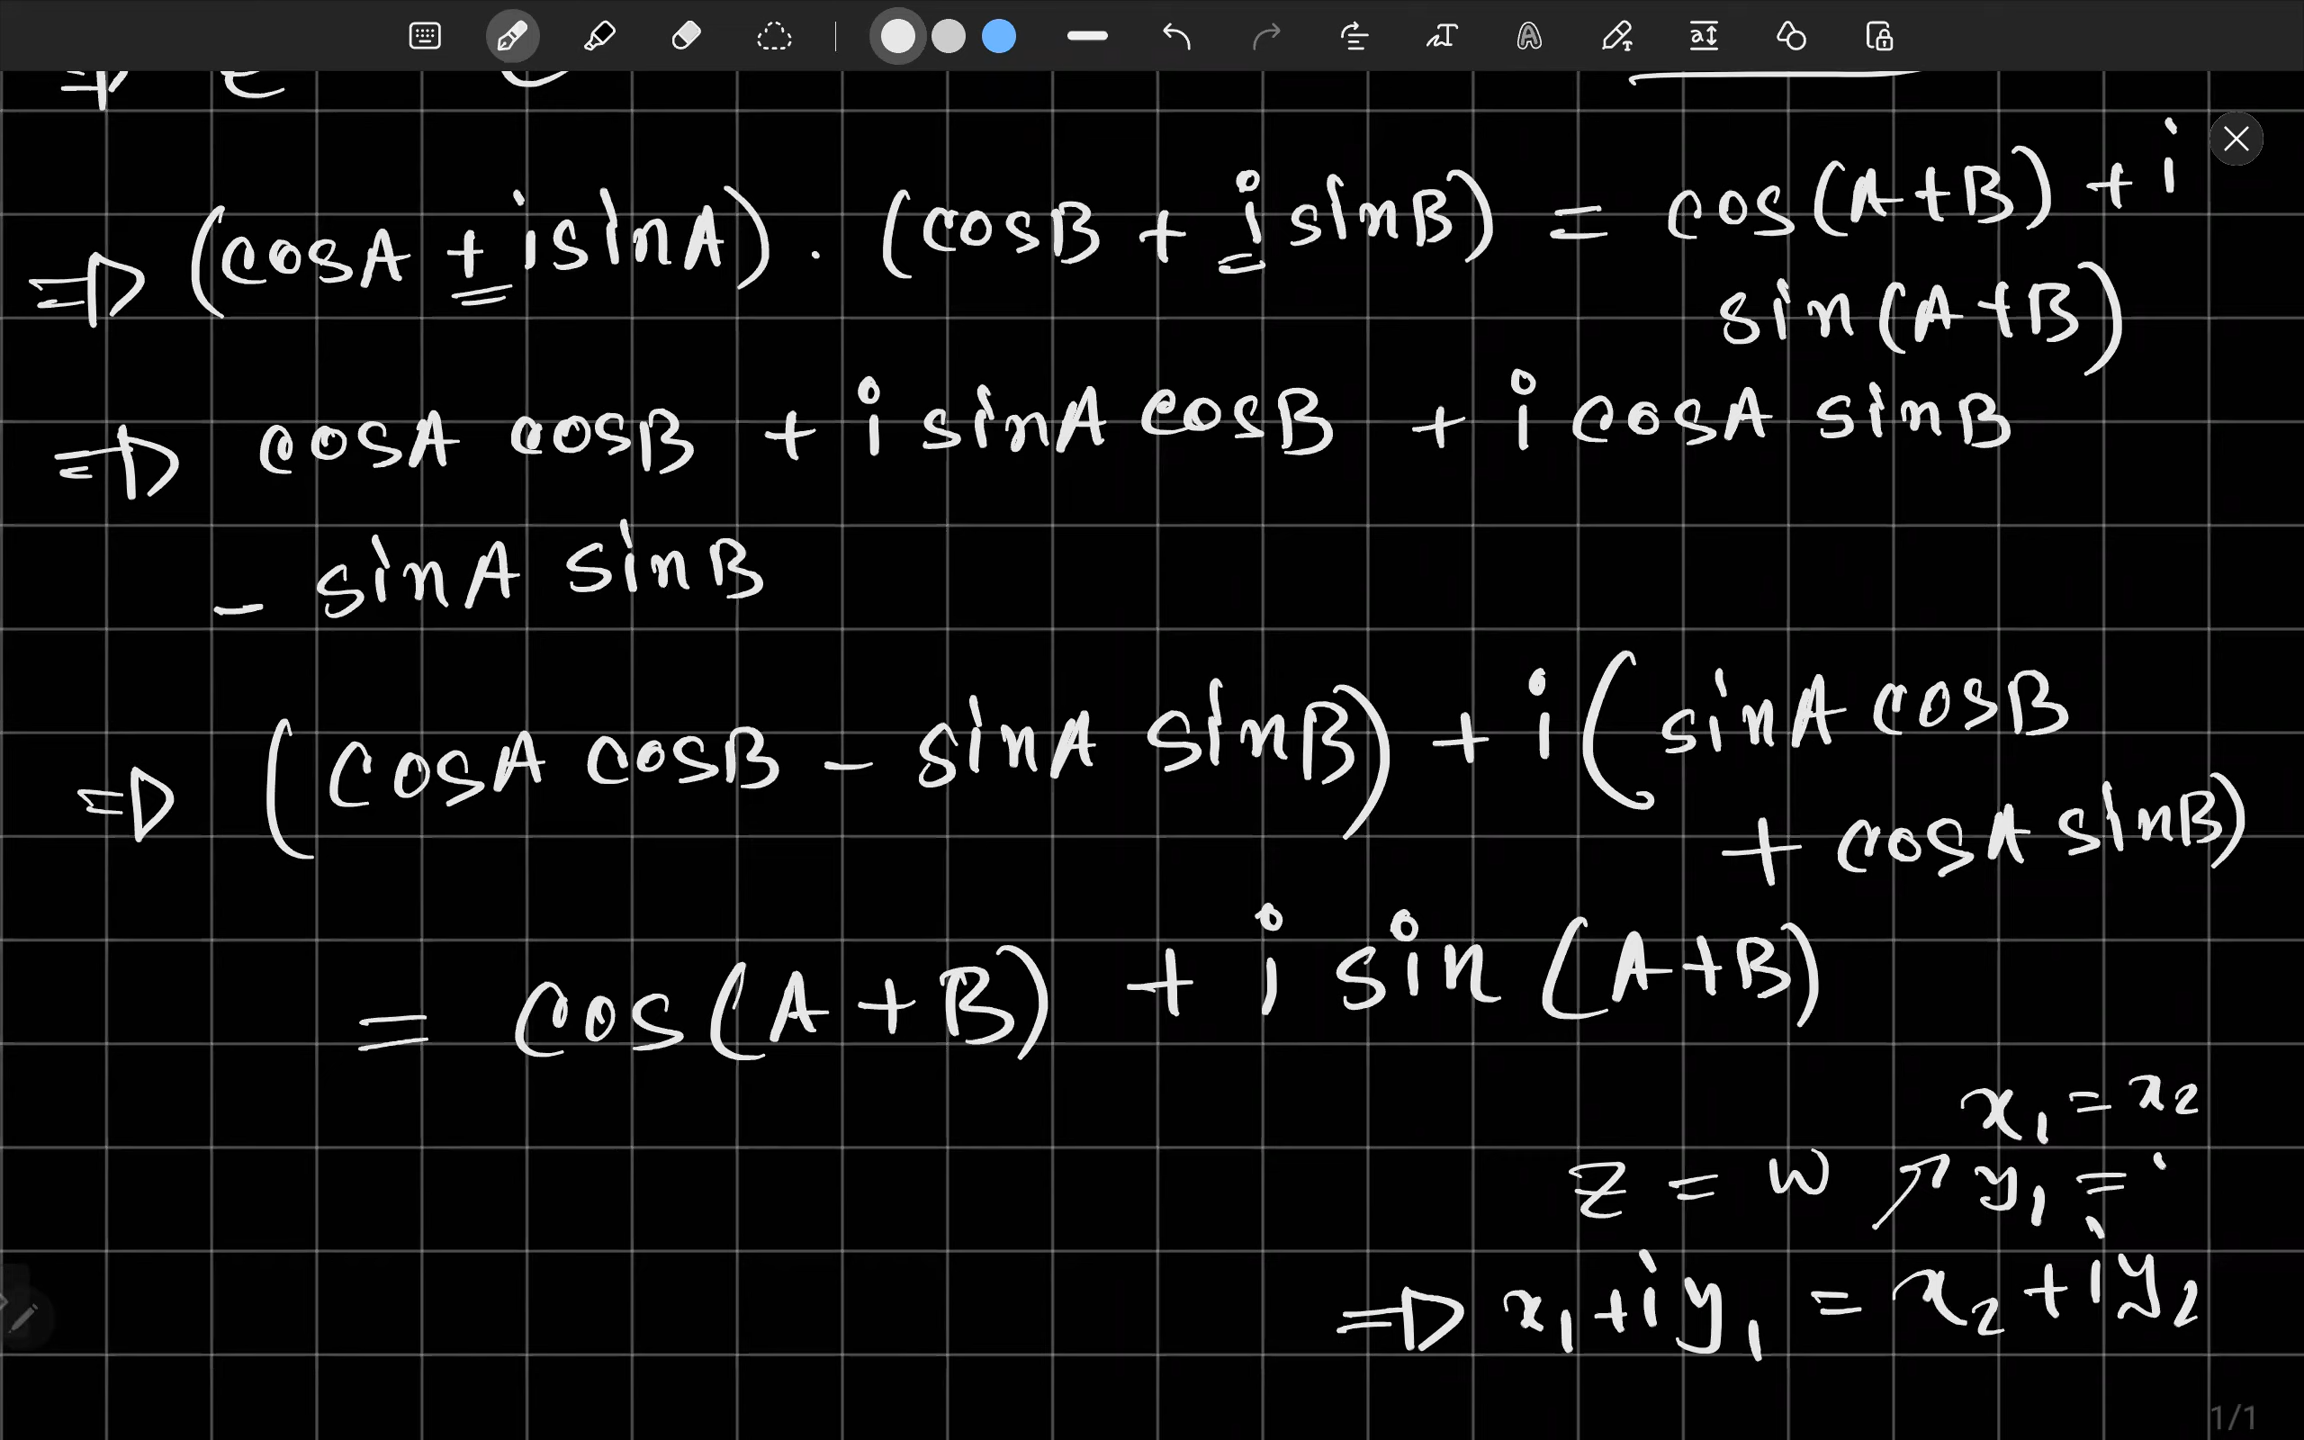 ⇒ (cosA + isinA) . (cosB + isinB) = cos(A+B) + i
sin(A+B)
⇒ cosA cosB + i sinA cosB + i cosA sinB
- sinA sinB
⇒ (cosA cosB - sinA sinB) + i( sinA cosB
+ cosA sinB)
= cos(A+B) + i sin(A+B)
x₁ = x₂
z = w ↗ y₁ =
⇒ x₁+iy₁ = x₂+iy₂
1/1